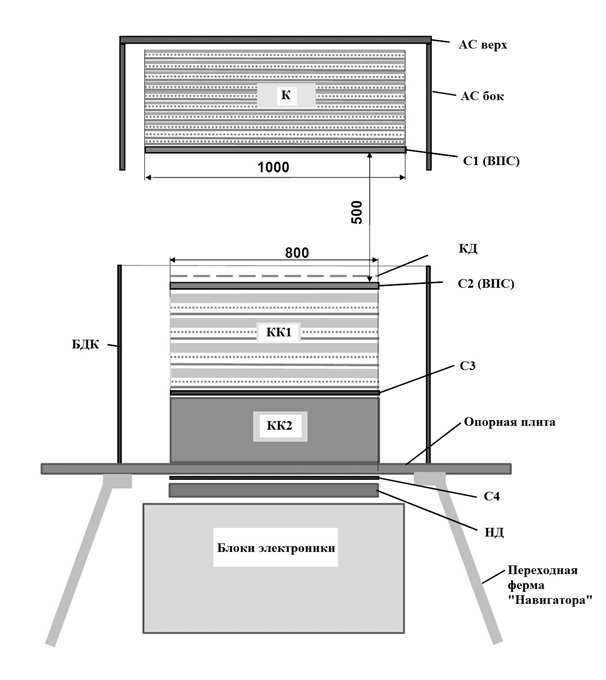 АС верх
К
АС бок
С1 (ВПС)
1000
500
КД
800
С2 (ВПС)
КК1
БДК
С3
КК2
Опорная плита
С4
НД
Блоки электроники
Переходная
ферма
"Навигатора"